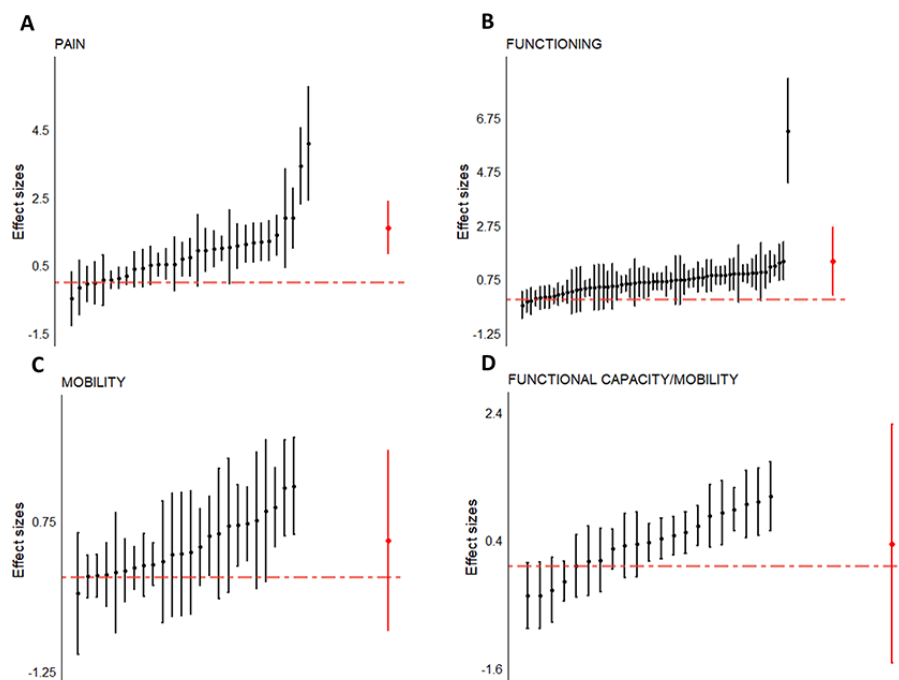 A
PAIN
Effect sizes
4.5
2.5
0.5
-1.5
B
FUNCTIONING
Effect sizes
6.75
4.75
2.75
0.75
-1.25
C
MOBILITY
Effect sizes
0.75
-1.25
D
FUNCTIONAL CAPACITY/MOBILITY
Effect sizes
2.4
0.4
-1.6